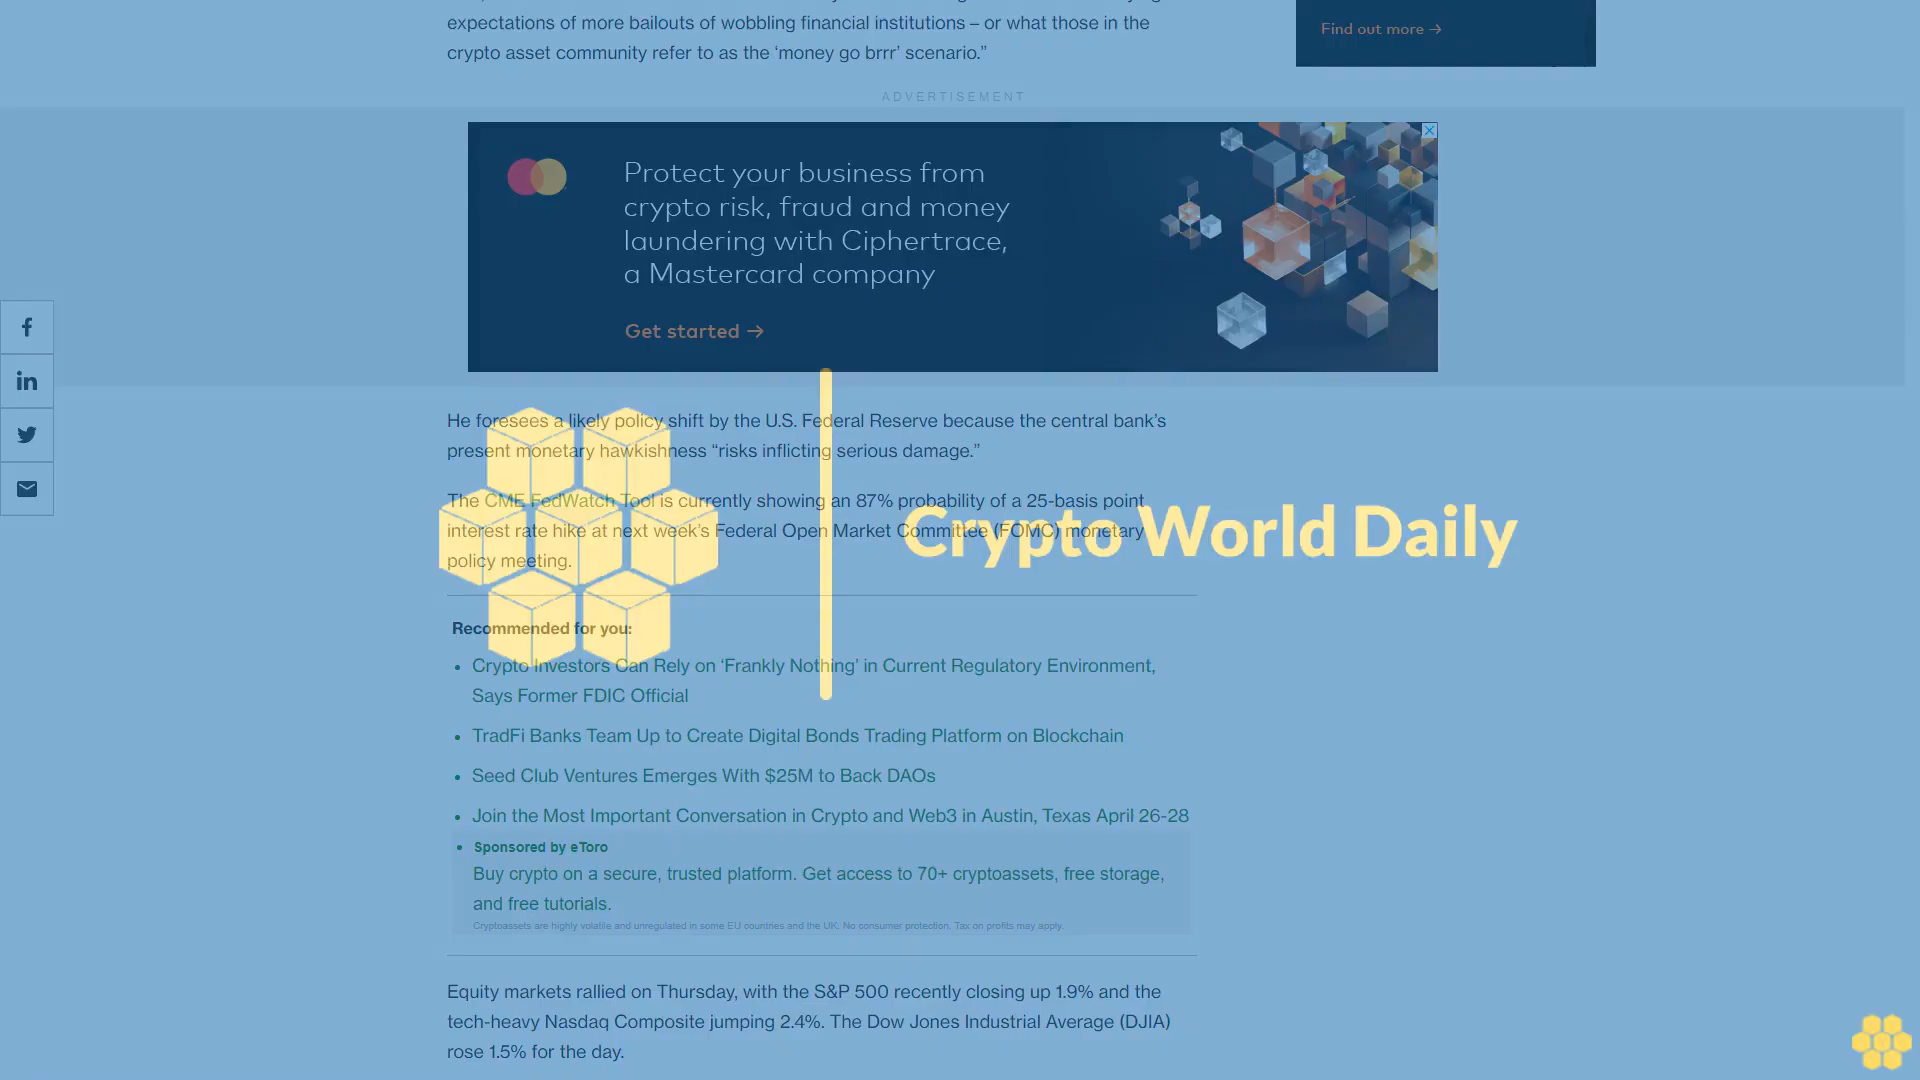 expectations of more bailouts of wobbling financial institutions – or what those in the
crypto asset community refer to as the ‘money go brrr’ scenario.”
Find out more →
ADVERTISEMENT
Protect your business from
crypto risk, fraud and money
laundering with Ciphertrace,
a Mastercard company
Get started →
He foresees a likely policy shift by the U.S. Federal Reserve because the central bank’s
present monetary hawkishness “risks inflicting serious damage.”
The CME FedWatch Tool is currently showing an 87% probability of a 25-basis point
interest rate hike at next week’s Federal Open Market Committee (FOMC) monetary
policy meeting.
Crypto World Daily
Recommended for you:
• Crypto Investors Can Rely on ‘Frankly Nothing’ in Current Regulatory Environment,
Says Former FDIC Official
• TradFi Banks Team Up to Create Digital Bonds Trading Platform on Blockchain
• Seed Club Ventures Emerges With $25M to Back DAOs
• Join the Most Important Conversation in Crypto and Web3 in Austin, Texas April 26-28
• Sponsored by eToro
Buy crypto on a secure, trusted platform. Get access to 70+ cryptoassets, free storage,
and free tutorials.
Cryptoassets are highly volatile and unregulated in some EU countries and the UK. No consumer protection. Tax on profits may apply.
Equity markets rallied on Thursday, with the S&P 500 recently closing up 1.9% and the
tech-heavy Nasdaq Composite jumping 2.4%. The Dow Jones Industrial Average (DJIA)
rose 1.5% for the day.